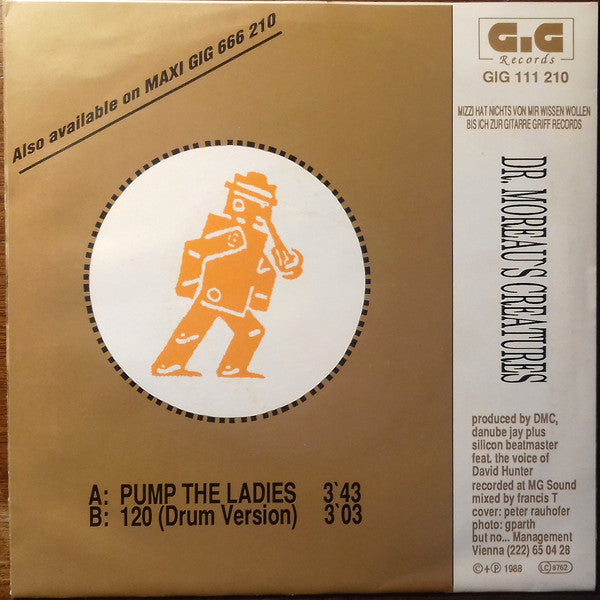 Also available on MAXI GIG 666 210
GiG
Records
GIG 111 210
MIZZI HAT NICHTS VON MIR WISSEN WOLLEN
BIS ICH ZUR GITARRE GRIFF RECORDS
DR. MOREAU'S CREATURES
A: PUMP THE LADIES 3`43
B: 120 (Drum Version) 3`03
produced by DMC,
danube jay plus
silicon beatmaster
feat. the voice of
David Hunter
recorded at MG Sound
mixed by francis T
cover: peter rauhofer
photo: gparth
but no... Management
Vienna (222) 65 04 28
©+℗ 1988 LC 8762